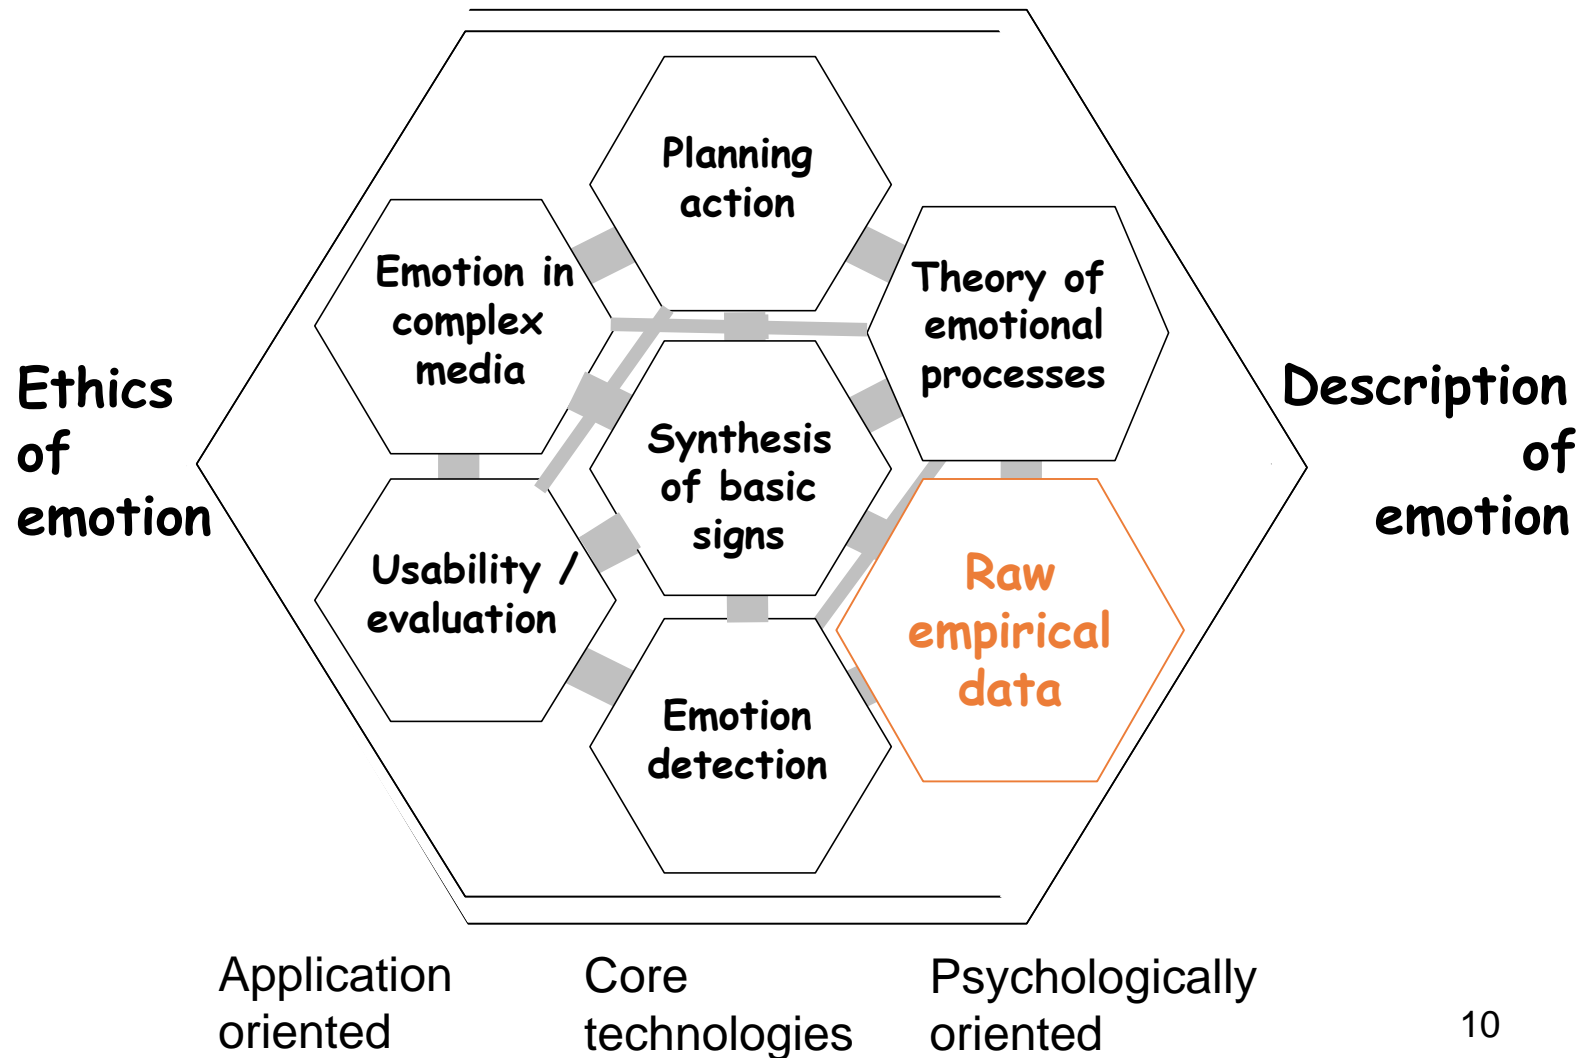 Planning
action
Emotion in
complex
media
Theory of
emotional
processes
Ethics
of
emotion
Description
of
emotion
Synthesis
of basic
signs
Usability /
evaluation
Raw
empirical
data
Emotion
detection
Application
oriented
Core
technologies
Psychologically
oriented
10